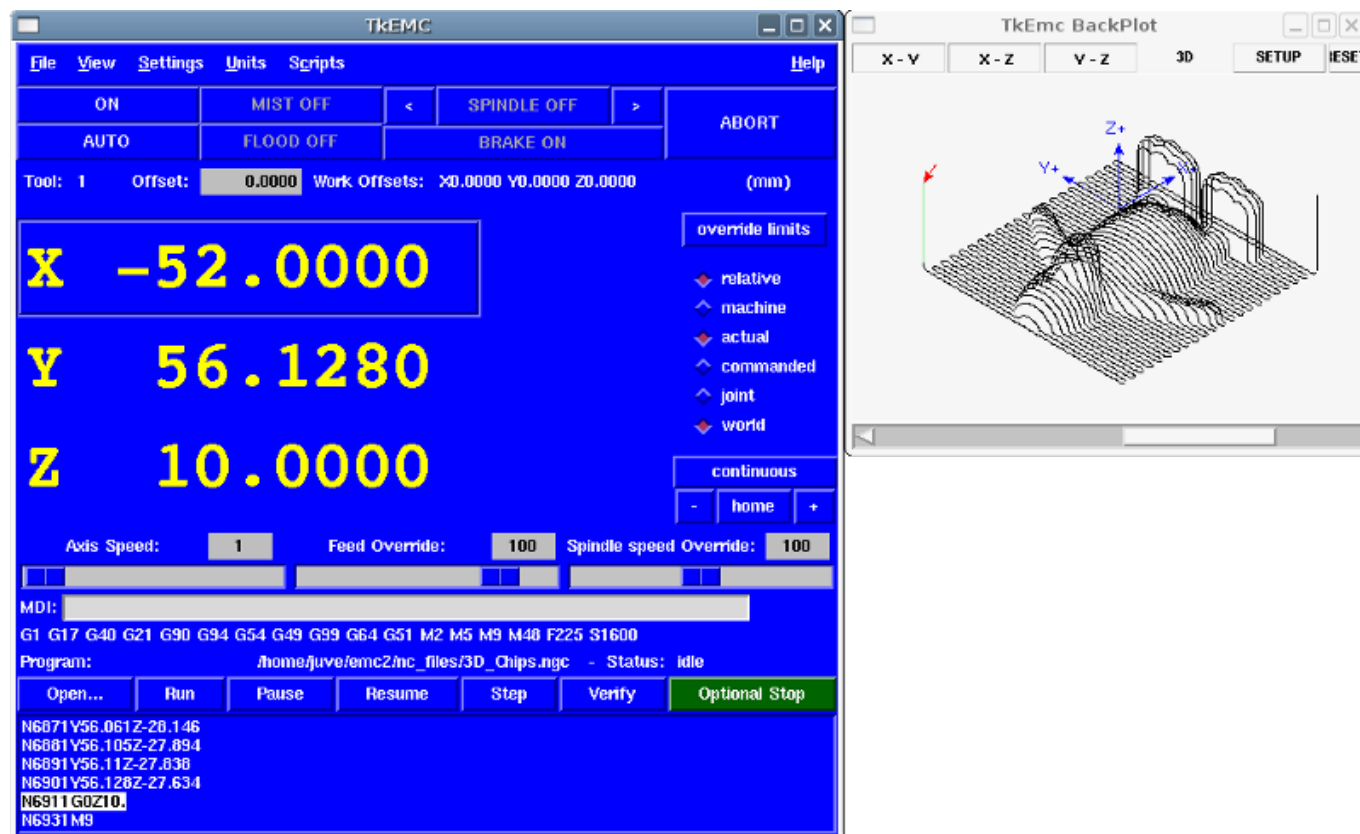 TkEMC
File View Settings Units Scripts Help
ON MIST OFF < SPINDLE OFF > ABORT
AUTO FLOOD OFF BRAKE ON
Tool: 1 Offset: 0.0000 Work Offsets: X0.0000 Y0.0000 Z0.0000 (mm)
override limits
X -52.0000
relative
machine
actual
Y 56.1280
commanded
joint
world
Z 10.0000
continuous
- home +
Axis Speed: 1 Feed Override: 100 Spindle speed Override: 100
MDI:
G1 G17 G40 G21 G90 G94 G54 G49 G99 G64 G51 M2 M5 M9 M48 F225 S1600
Program: /home/juve/emc2/nc_files/3D_Chips.ngc - Status: idle
Open... Run Pause Resume Step Verify Optional Stop
N6871Y56.061Z-28.146
N6881Y56.105Z-27.894
N6891Y56.11Z-27.838
N6901Y56.128Z-27.634
N6911G0Z10.
N6931M9
TkEmc BackPlot
X - Y X - Z Y - Z 3D SETUP RESET
Z+
Y+ X+